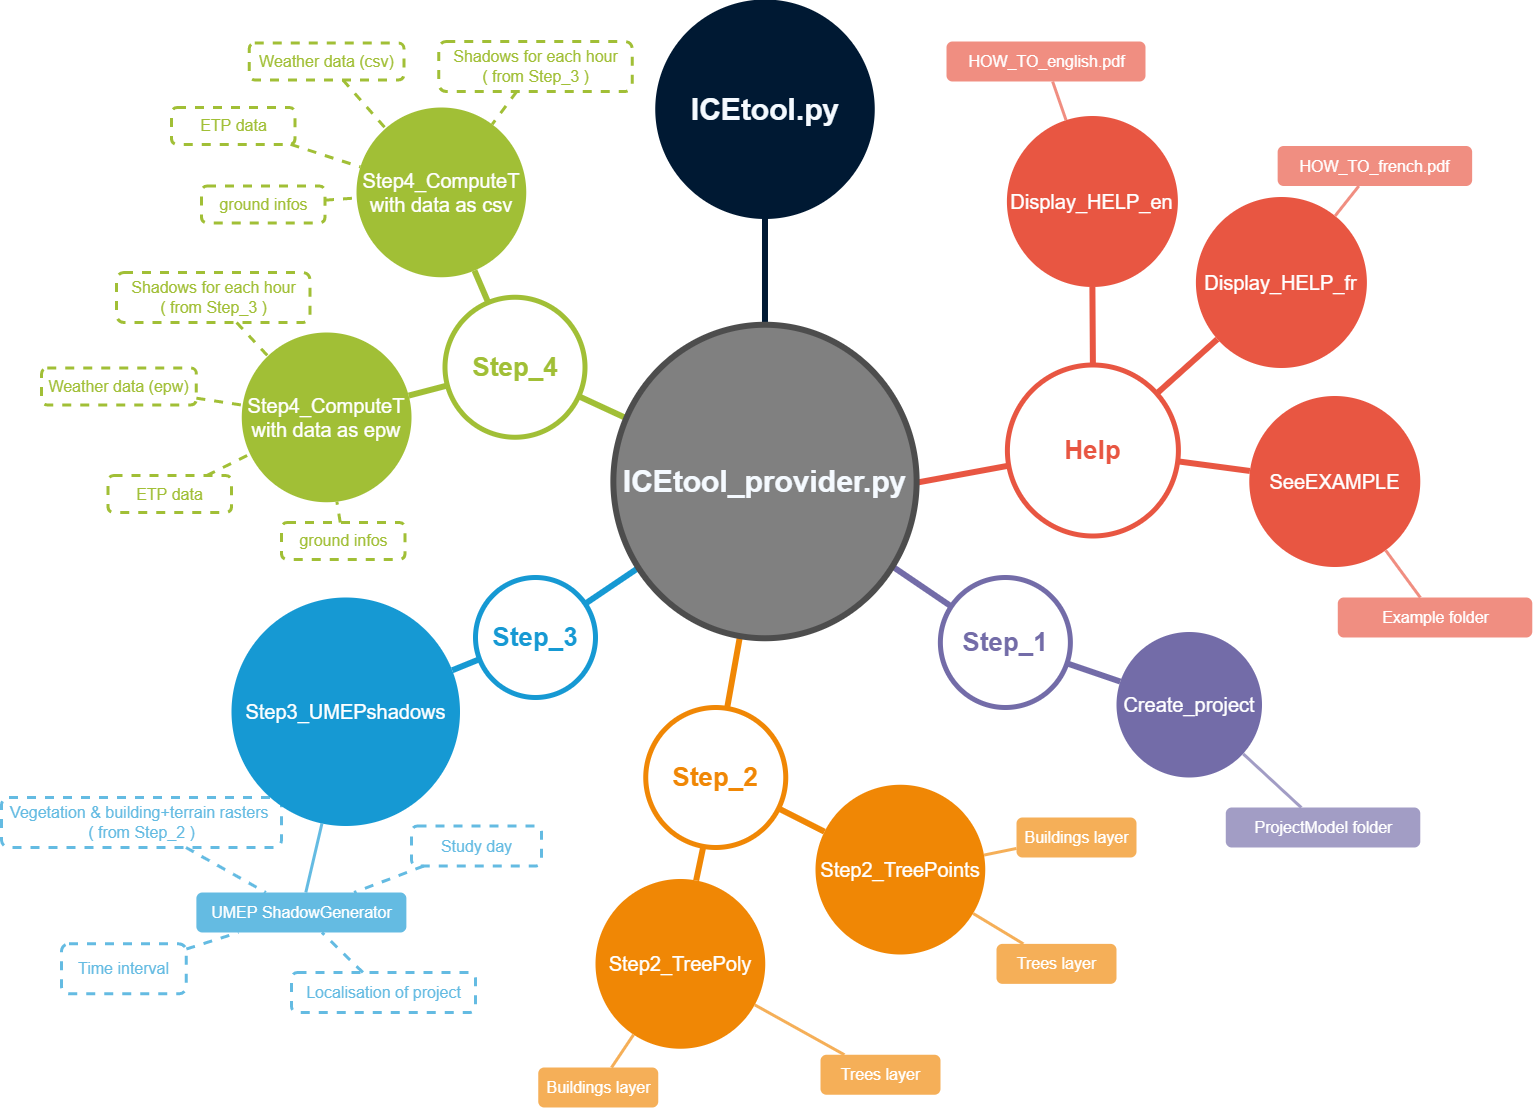 ICEtool.py
ICEtool_provider.py
Help
Display_HELP_en
HOW_TO_english.pdf
Display_HELP_fr
HOW_TO_french.pdf
SeeEXAMPLE
Example folder
Step_1
Create_project
ProjectModel folder
Step_2
Step2_TreePoints
Buildings layer
Trees layer
Step2_TreePoly
Buildings layer
Trees layer
Step_3
Step3_UMEPshadows
UMEP ShadowGenerator
Vegetation & building+terrain rasters
( from Step_2 )
Study day
Time interval
Localisation of project
Step_4
Step4_ComputeT
with data as csv
Weather data (csv)
Shadows for each hour
( from Step_3 )
ETP data
ground infos
Step4_ComputeT
with data as epw
Shadows for each hour
( from Step_3 )
Weather data (epw)
ETP data
ground infos